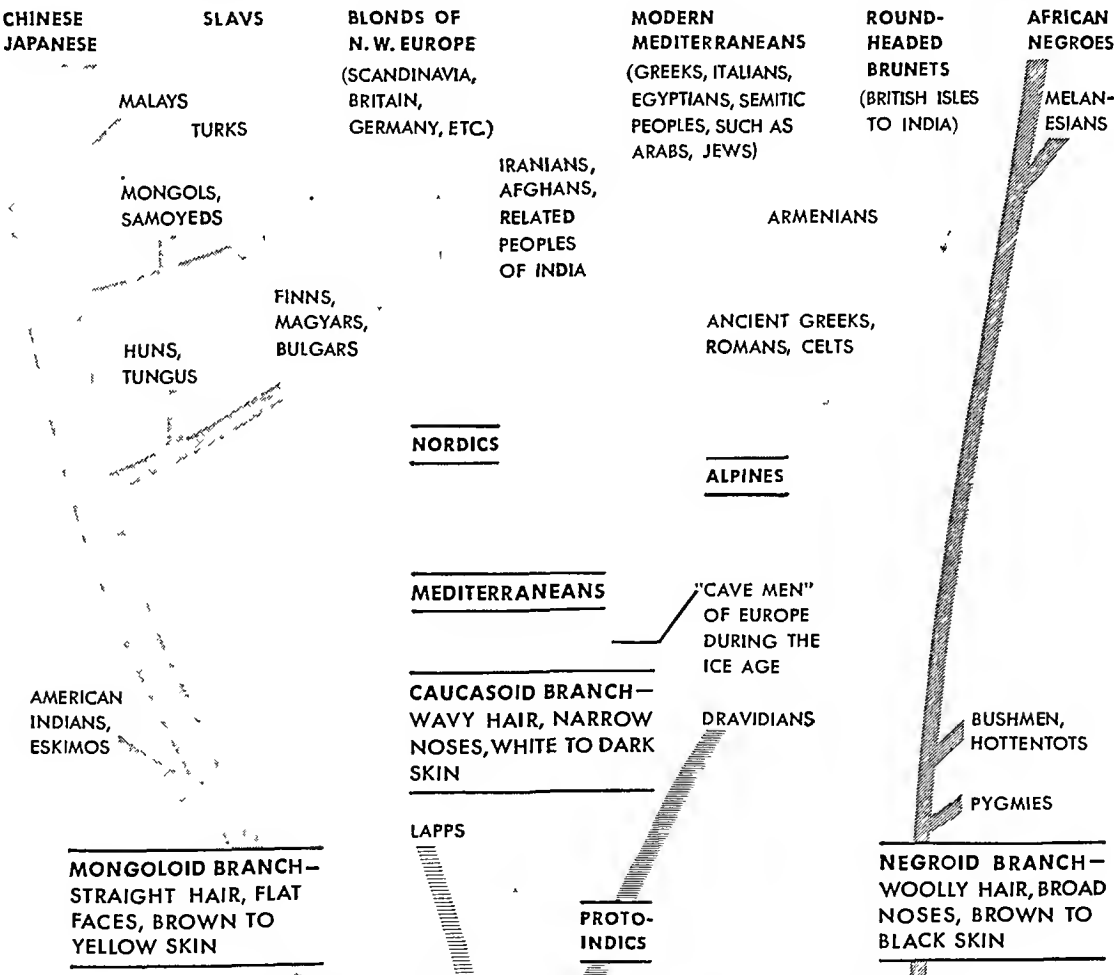 CHINESE
JAPANESE
SLAVS
BLONDS OF
N. W. EUROPE
(SCANDINAVIA,
BRITAIN,
GERMANY, ETC.)
MODERN
MEDITERRANEANS
(GREEKS, ITALIANS,
EGYPTIANS, SEMITIC
PEOPLES, SUCH AS
ARABS, JEWS)
ROUND-
HEADED
BRUNETS
(BRITISH ISLES
TO INDIA)
AFRICAN
NEGROES
MALAYS
TURKS
MELAN-
ESIANS
MONGOLS,
SAMOYEDS
IRANIANS,
AFGHANS,
RELATED
PEOPLES
OF INDIA
ARMENIANS
FINNS,
MAGYARS,
BULGARS
HUNS,
TUNGUS
ANCIENT GREEKS,
ROMANS, CELTS
NORDICS
ALPINES
MEDITERRANEANS
"CAVE MEN"
OF EUROPE
DURING THE
ICE AGE
AMERICAN
INDIANS,
ESKIMOS
CAUCASOID BRANCH—
WAVY HAIR, NARROW
NOSES, WHITE TO DARK
SKIN
DRAVIDIANS
BUSHMEN,
HOTTENTOTS
PYGMIES
LAPPS
MONGOLOID BRANCH—
STRAIGHT HAIR, FLAT
FACES, BROWN TO
YELLOW SKIN
PROTO-
INDICS
NEGROID BRANCH—
WOOLLY HAIR, BROAD
NOSES, BROWN TO
BLACK SKIN